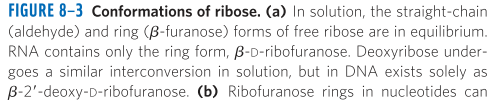 FIGURE 8–3 Conformations of ribose. (a) In solution, the straight-chain
(aldehyde) and ring (β-furanose) forms of free ribose are in equilibrium.
RNA contains only the ring form, β-D-ribofuranose. Deoxyribose under-
goes a similar interconversion in solution, but in DNA exists solely as
β-2′-deoxy-D-ribofuranose. (b) Ribofuranose rings in nucleotides can